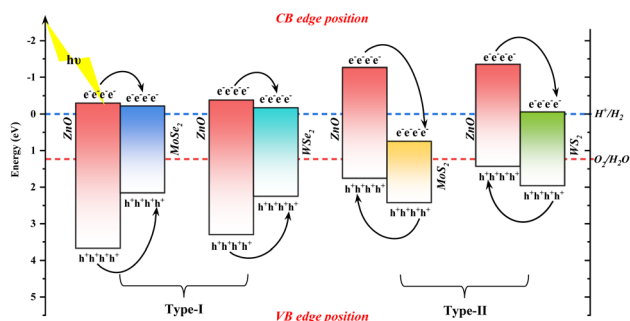 CB edge position
-2
hυ
-1
e⁻e⁻e⁻e⁻
e⁻e⁻e⁻e⁻
e⁻e⁻e⁻e⁻
e⁻e⁻e⁻e⁻
e⁻e⁻e⁻e⁻
e⁻e⁻e⁻e⁻
e⁻e⁻e⁻e⁻
e⁻e⁻e⁻e⁻
0
H⁺/H₂
ZnO
MoSe₂
ZnO
WSe₂
ZnO
MoS₂
ZnO
WS₂
Energy (eV)
1
O₂/H₂O
2
h⁺h⁺h⁺h⁺
h⁺h⁺h⁺h⁺
h⁺h⁺h⁺h⁺
h⁺h⁺h⁺h⁺
h⁺h⁺h⁺h⁺
h⁺h⁺h⁺h⁺
3
h⁺h⁺h⁺h⁺
h⁺h⁺h⁺h⁺
4
5
Type-I
Type-II
VB edge position